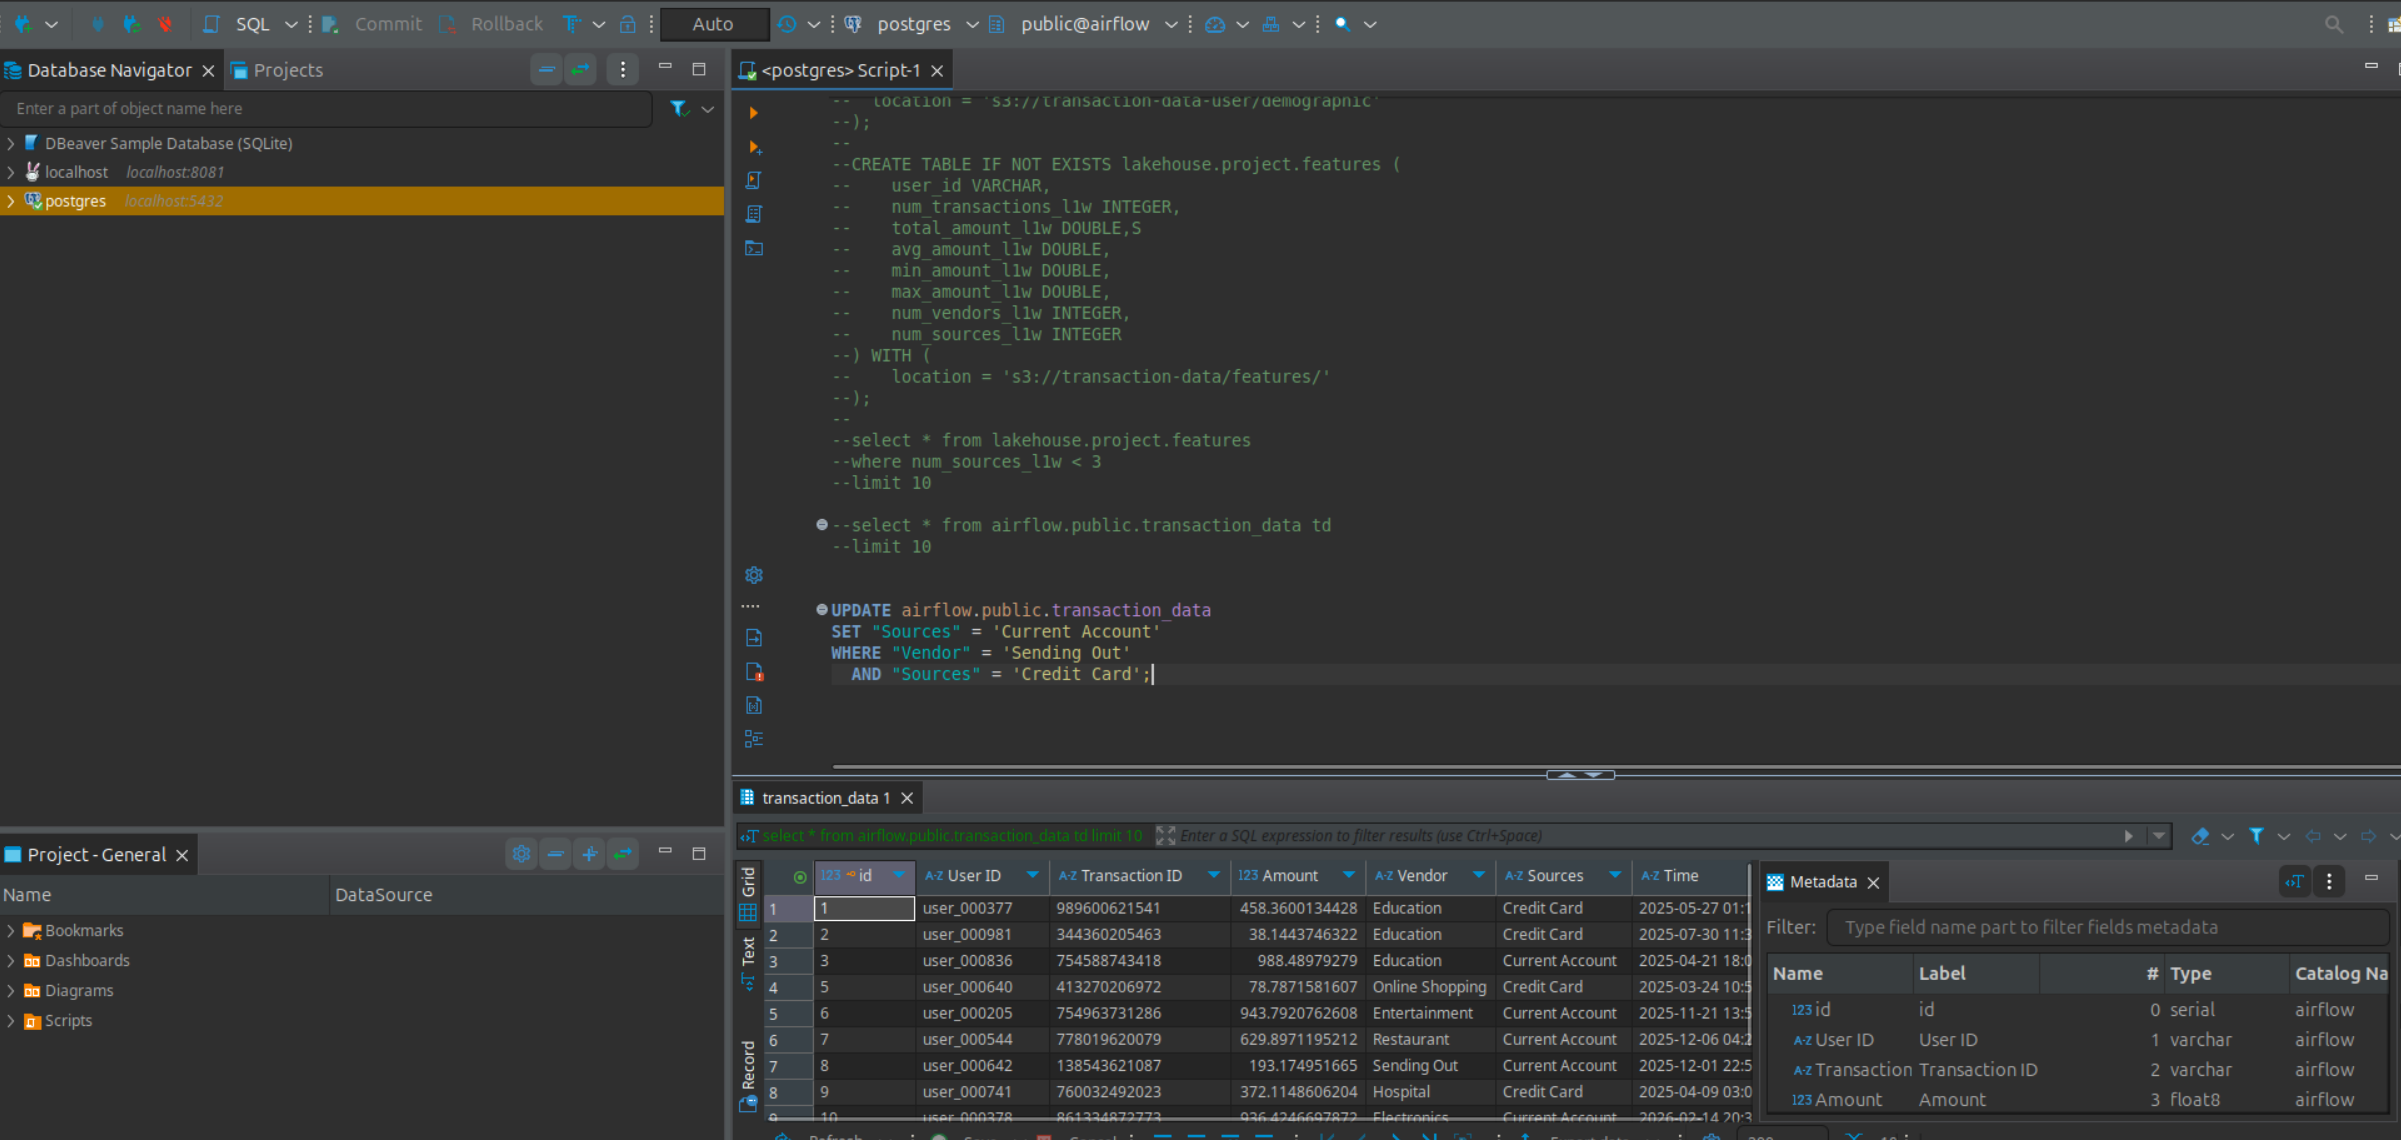 SQL Commit Rollback Auto postgres public@airflow
Database Navigator Projects
Enter a part of object name here
DBeaver Sample Database (SQLite)
localhost localhost:8081
postgres localhost:5432
<postgres> Script-1
-- location = 's3://transaction-data-user/demographic'
--);
--
--CREATE TABLE IF NOT EXISTS lakehouse.project.features (
-- user_id VARCHAR,
-- num_transactions_l1w INTEGER,
-- total_amount_l1w DOUBLE,S
-- avg_amount_l1w DOUBLE,
-- min_amount_l1w DOUBLE,
-- max_amount_l1w DOUBLE,
-- num_vendors_l1w INTEGER,
-- num_sources_l1w INTEGER
--) WITH (
-- location = 's3://transaction-data/features/'
--);
--
--select * from lakehouse.project.features
--where num_sources_l1w < 3
--limit 10
--select * from airflow.public.transaction_data td
--limit 10
UPDATE airflow.public.transaction_data
SET "Sources" = 'Current Account'
WHERE "Vendor" = 'Sending Out'
AND "Sources" = 'Credit Card';
Project - General
Name DataSource
Bookmarks
Dashboards
Diagrams
Scripts
transaction_data 1
select * from airflow.public.transaction_data td limit 10 Enter a SQL expression to filter results (use Ctrl+Space)
Grid
Text
Record
123 id A-Z User ID A-Z Transaction ID 123 Amount A-Z Vendor A-Z Sources A-Z Time
1 1 user_000377 989600621541 458.3600134428 Education Credit Card 2025-05-27 01:1
2 2 user_000981 344360205463 38.1443746322 Education Credit Card 2025-07-30 11:3
3 3 user_000836 754588743418 988.48979279 Education Current Account 2025-04-21 18:0
4 5 user_000640 413270206972 78.7871581607 Online Shopping Credit Card 2025-03-24 10:5
5 6 user_000205 754963731286 943.7920762608 Entertainment Current Account 2025-11-21 13:5
6 7 user_000544 778019620079 629.8971195212 Restaurant Current Account 2025-12-06 04:2
7 8 user_000642 138543621087 193.174951665 Sending Out Current Account 2025-12-01 22:5
8 9 user_000741 760032492023 372.1148606204 Hospital Credit Card 2025-04-09 03:0
9 10 user_000378 861334872773 936.4246697872 Electronics Current Account 2026-02-14 20:3
Metadata
Filter: Type field name part to filter fields metadata
Name Label # Type Catalog Na
123 id id 0 serial airflow
A-Z User ID User ID 1 varchar airflow
A-Z Transaction Transaction ID 2 varchar airflow
123 Amount Amount 3 float8 airflow